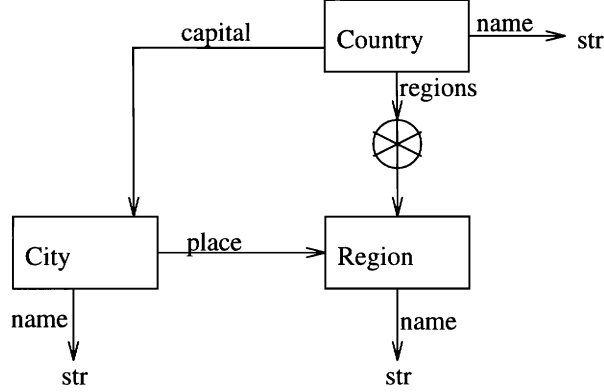 name
capital
Country
str
regions
City
place
Region
name
name
str
str